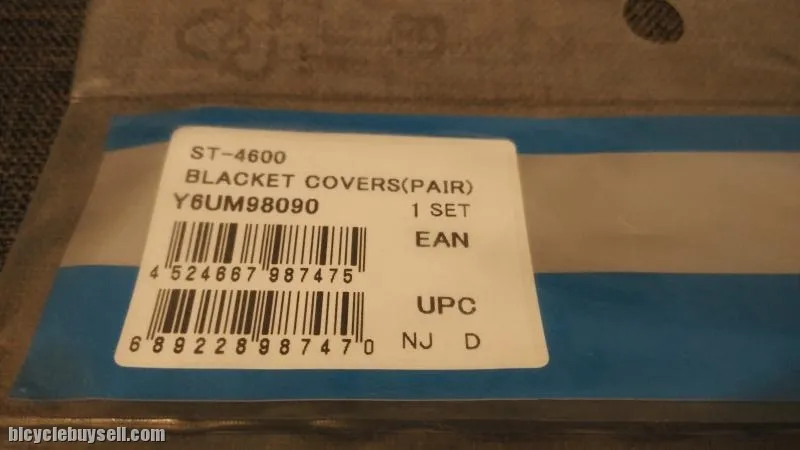 ST-4600
BLACKET COVERS(PAIR)
Y6UM98090 1 SET
EAN
4 524667 987475
UPC
6 89228 98747 0 NJ D
bicyclebuysell.com